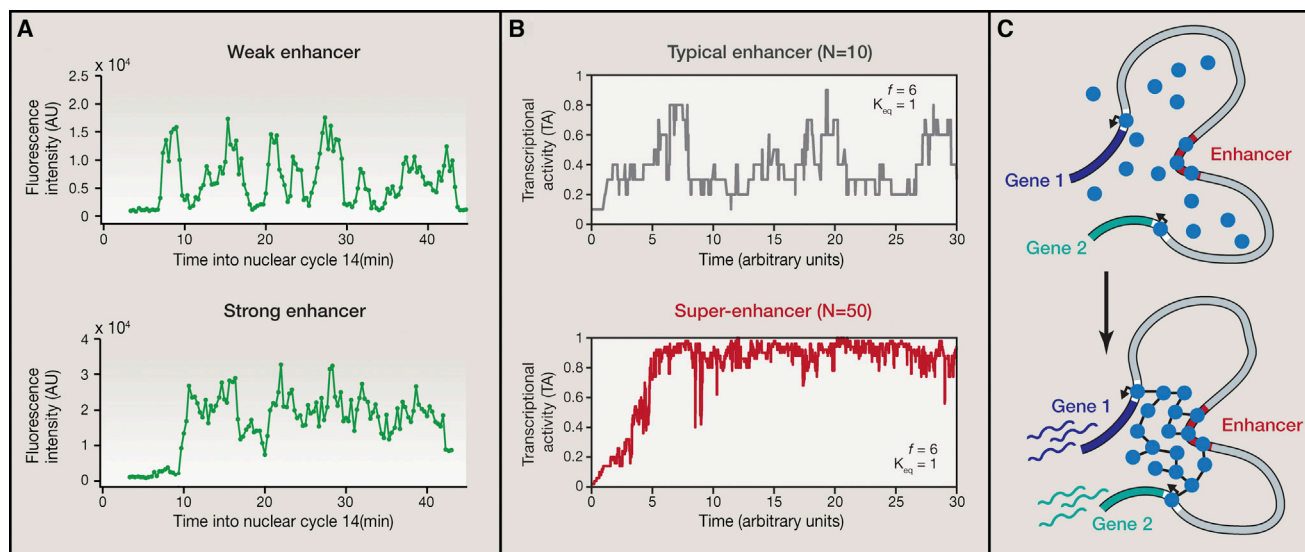 A
Weak enhancer
x 10⁴
2.5
2.0
1.5
1.0
0.5
0
Fluorescence
intensity (AU)
0 10 20 30 40
Time into nuclear cycle 14(min)
Strong enhancer
x 10⁴
4
3
2
1
0
Fluorescence
intensity (AU)
0 10 20 30 40
Time into nuclear cycle 14(min)
B
Typical enhancer (N=10)
1
0.8
0.6
0.4
0.2
0
Transcriptional
activity (TA)
f = 6
Keq = 1
0 5 10 15 20 25 30
Time (arbitrary units)
Super-enhancer (N=50)
1
0.8
0.6
0.4
0.2
0
Transcriptional
activity (TA)
f = 6
Keq = 1
0 5 10 15 20 25 30
Time (arbitrary units)
C
Enhancer
Gene 1
Gene 2
Gene 1
Enhancer
Gene 2